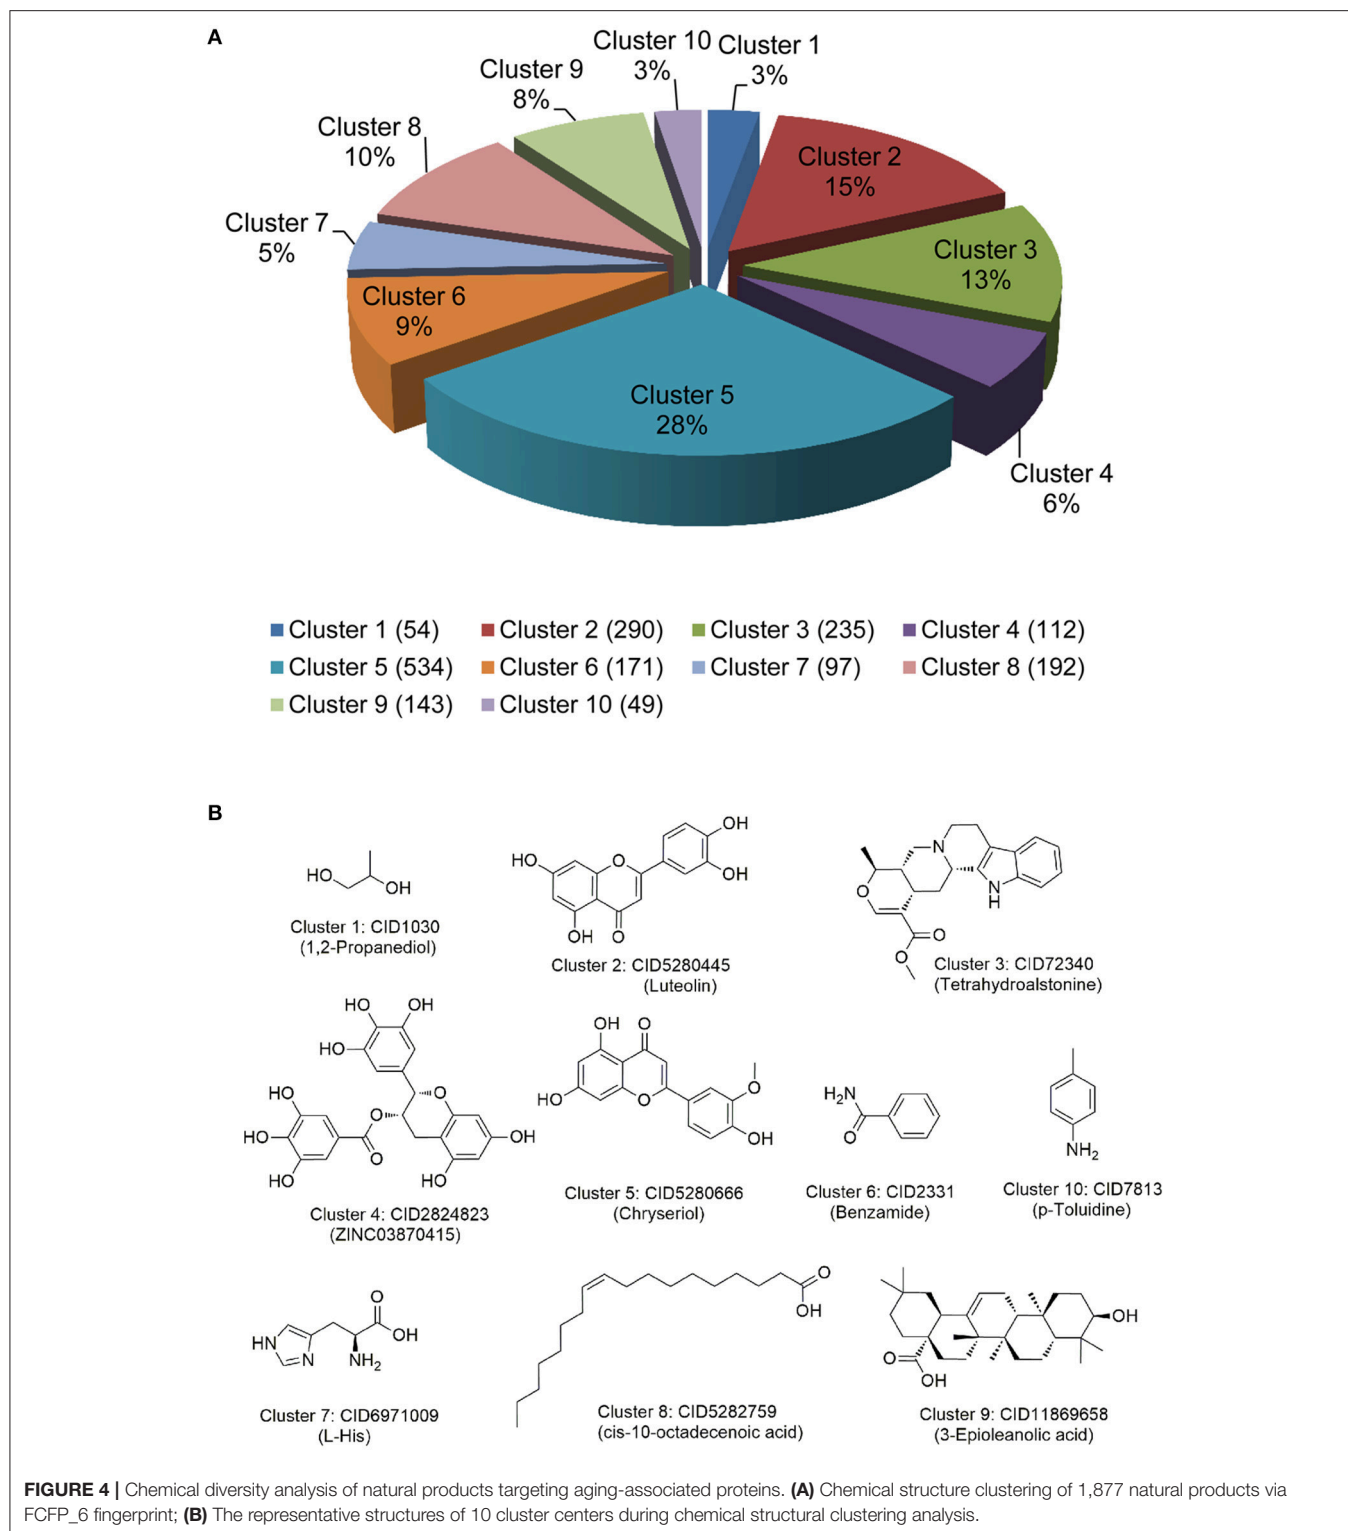 A
Cluster 10
3%
Cluster 1
3%
Cluster 9
8%
Cluster 8
10%
Cluster 2
15%
Cluster 7
5%
Cluster 3
13%
Cluster 6
9%
Cluster 5
28%
Cluster 4
6%
Cluster 1 (54) Cluster 2 (290) Cluster 3 (235) Cluster 4 (112)
Cluster 5 (534) Cluster 6 (171) Cluster 7 (97) Cluster 8 (192)
Cluster 9 (143) Cluster 10 (49)
B
HO
OH
Cluster 1: CID1030
(1,2-Propanediol)
OH
HO
O
OH
OH
O
Cluster 2: CID5280445
(Luteolin)
N
O
NH
O
O
Cluster 3: CID72340
(Tetrahydroalstonine)
HO
OH
HO
O
HO
O
HO
OH
O
HO
HO
Cluster 4: CID2824823
(ZINC03870415)
OH
O
O
HO
O
OH
Cluster 5: CID5280666
(Chryseriol)
H2N
O
Cluster 6: CID2331
(Benzamide)
NH2
Cluster 10: CID7813
(p-Toluidine)
O
OH
HN
N
NH2
Cluster 7: CID6971009
(L-His)
O
OH
Cluster 8: CID5282759
(cis-10-octadecenoic acid)
OH
O
OH
Cluster 9: CID11869658
(3-Epioleanolic acid)
FIGURE 4 | Chemical diversity analysis of natural products targeting aging-associated proteins. (A) Chemical structure clustering of 1,877 natural products via
FCFP_6 fingerprint; (B) The representative structures of 10 cluster centers during chemical structural clustering analysis.